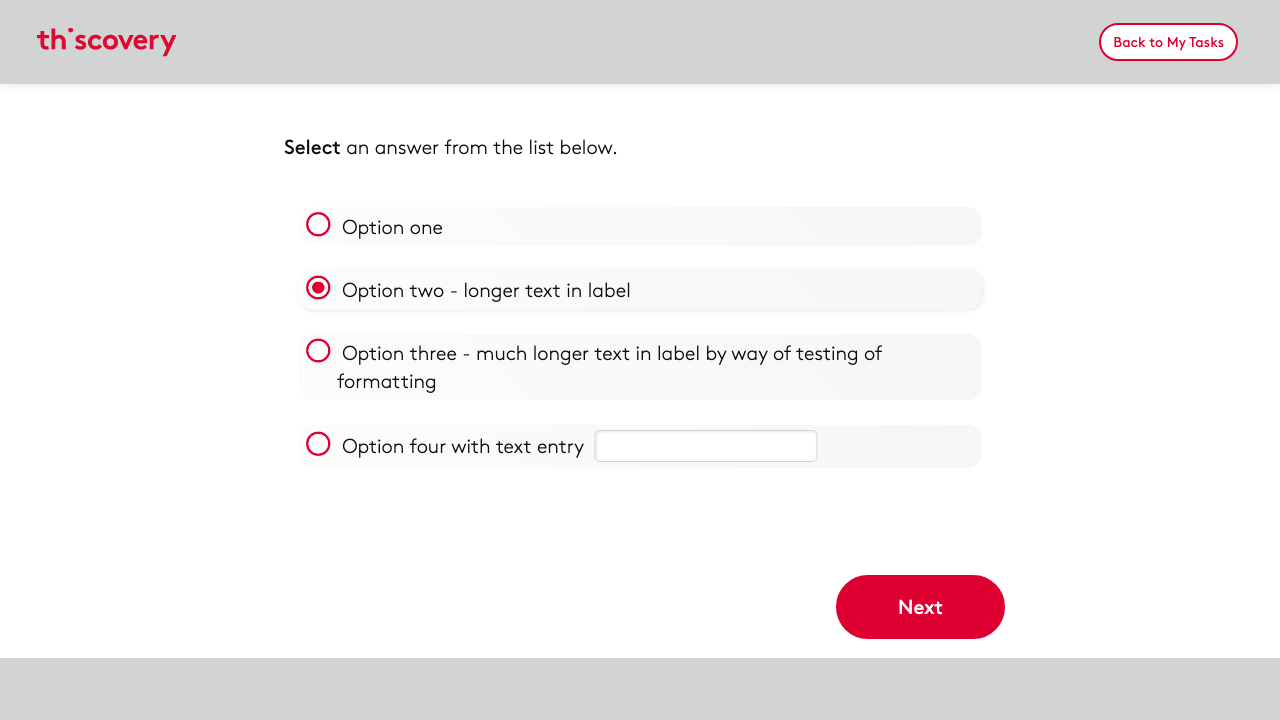 thiscovery
Back to My Tasks
Select an answer from the list below.
Option one
Option two - longer text in label
Option three - much longer text in label by way of testing of
formatting
Option four with text entry
Next